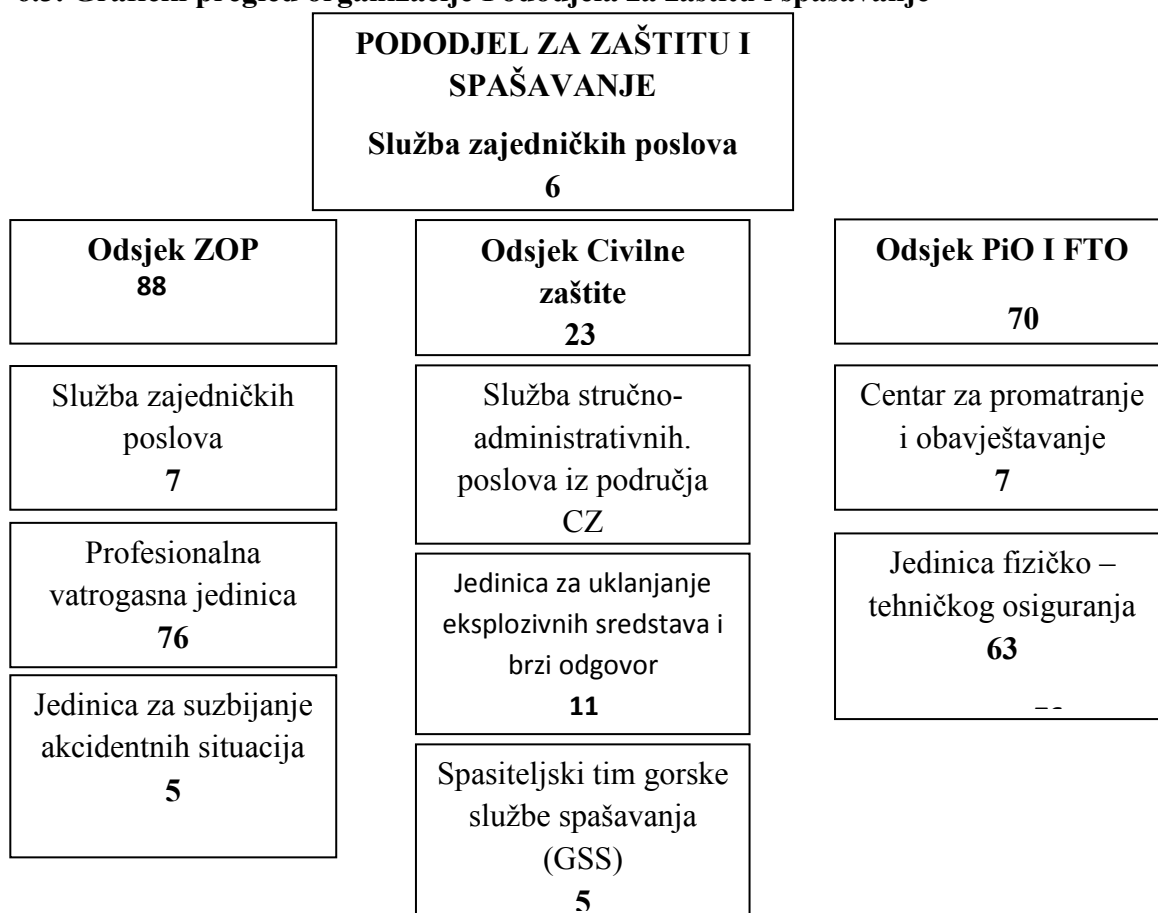 PODODJEL ZA ZAŠTITU I
SPAŠAVANJE
Služba zajedničkih poslova
6
Odsjek ZOP
88
Odsjek Civilne
zaštite
23
Odsjek PiO I FTO
70
Služba zajedničkih
poslova
7
Profesionalna
vatrogasna jedinica
76
Jedinica za suzbijanje
akcidentnih situacija
5
Služba stručno-
administrativnih.
poslova iz područja
CZ
Jedinica za uklanjanje
eksplozivnih sredstava i
brzi odgovor
11
Spasiteljski tim gorske
službe spašavanja
(GSS)
5
Centar za promatranje
i obavještavanje
7
Jedinica fizičko –
tehničkog osiguranja
63